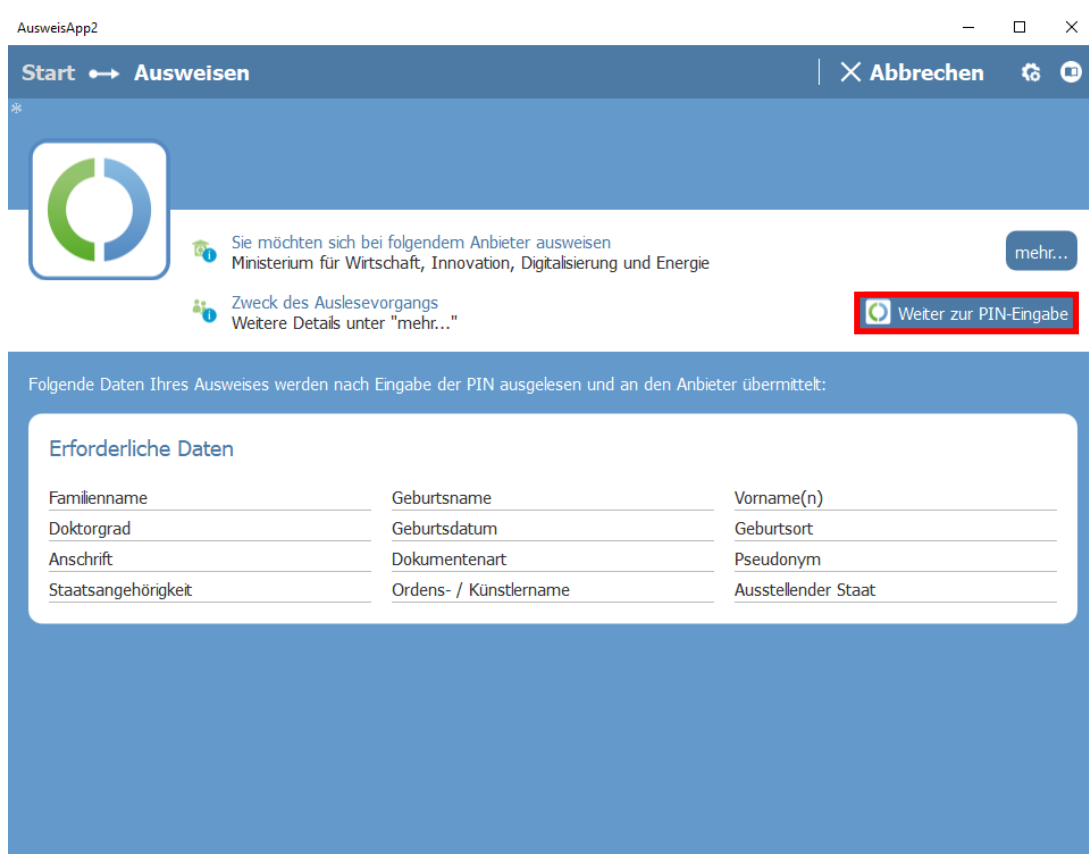 AusweisApp2
Start Ausweisen Abbrechen
Sie möchten sich bei folgendem Anbieter ausweisen
Ministerium für Wirtschaft, Innovation, Digitalisierung und Energie
mehr...
Zweck des Auslesevorgangs
Weitere Details unter "mehr..."
Weiter zur PIN-Eingabe
Folgende Daten Ihres Ausweises werden nach Eingabe der PIN ausgelesen und an den Anbieter übermittelt:
Erforderliche Daten
Familienname Geburtsname Vorname(n)
Doktorgrad Geburtsdatum Geburtsort
Anschrift Dokumentenart Pseudonym
Staatsangehörigkeit Ordens- / Künstlername Ausstellender Staat